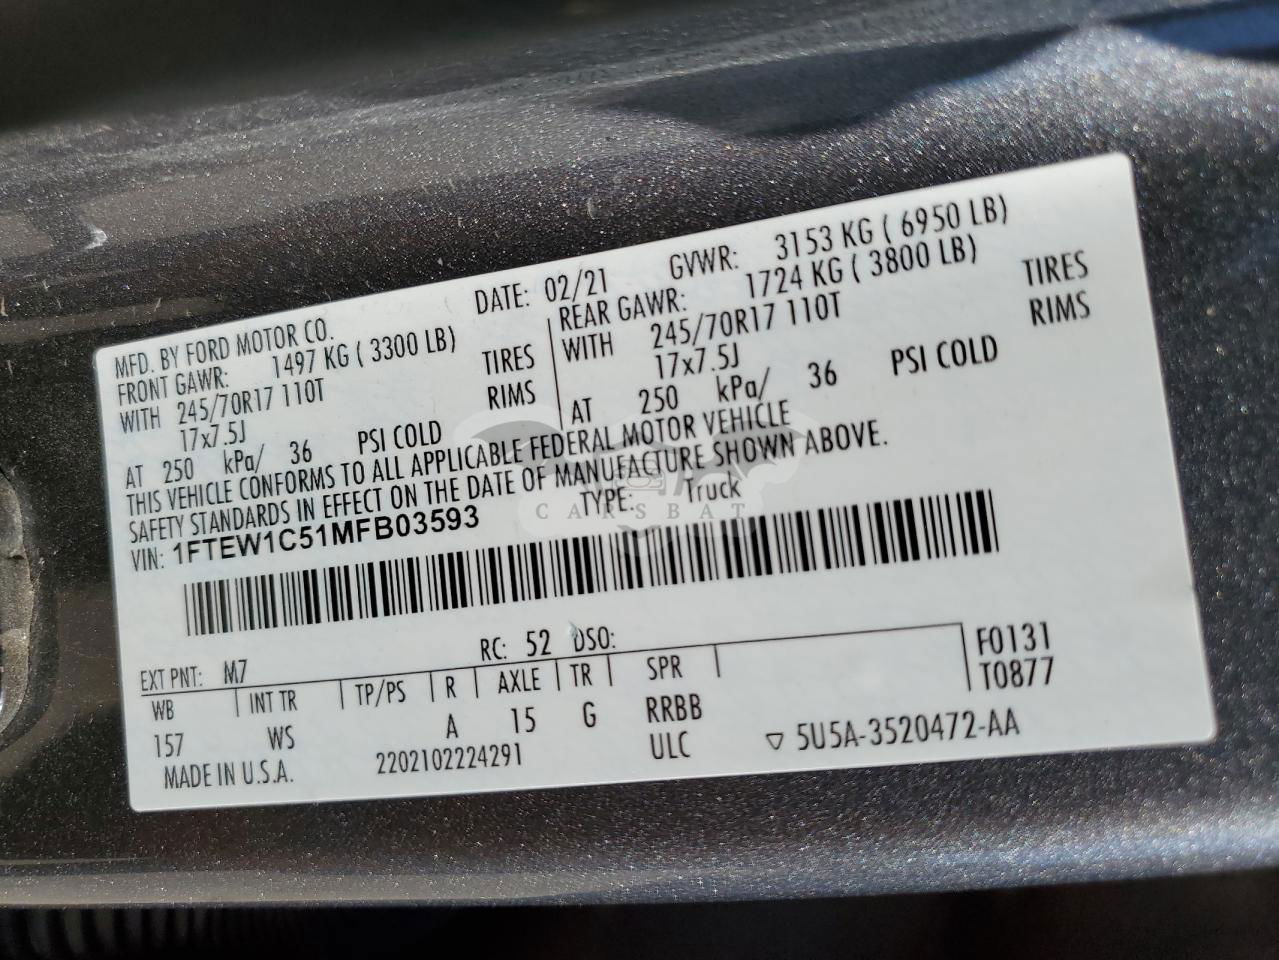 MFD. BY FORD MOTOR CO. DATE: 02/21 GVWR: 3153 KG ( 6950 LB)
FRONT GAWR: 1497 KG ( 3300 LB) REAR GAWR: 1724 KG ( 3800 LB)
WITH 245/70R17 110T TIRES WITH 245/70R17 110T TIRES
17x7.5J RIMS 17x7.5J RIMS
AT 250 kPa/ 36 PSI COLD AT 250 kPa/ 36 PSI COLD
THIS VEHICLE CONFORMS TO ALL APPLICABLE FEDERAL MOTOR VEHICLE
SAFETY STANDARDS IN EFFECT ON THE DATE OF MANUFACTURE SHOWN ABOVE.
VIN: 1FTEW1C51MFB03593 TYPE: Truck
CARSBAT
EXT PNT: M7 RC: 52 DSO: F0131
WB INT TR TP/PS R AXLE TR SPR T0877
157 WS A 15 G RRBB
MADE IN U.S.A. 2202102224291 ULC ▽ 5U5A-3520472-AA